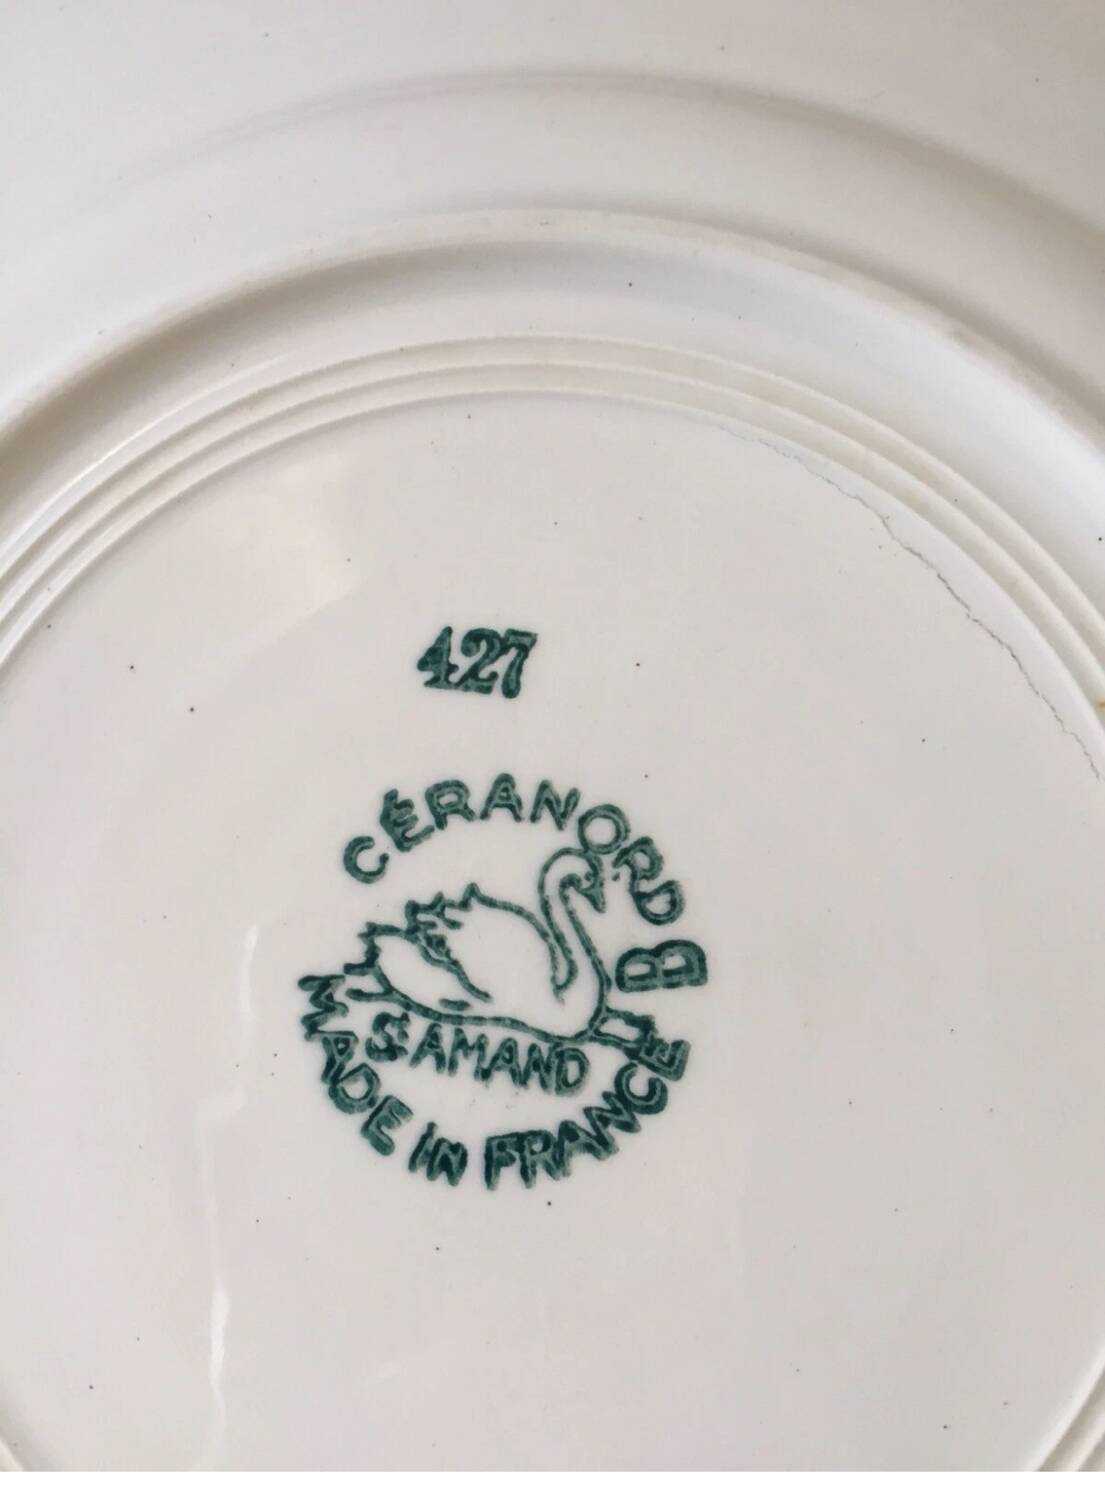 427
CÉRANORD
B
St AMAND
MADE IN FRANCE